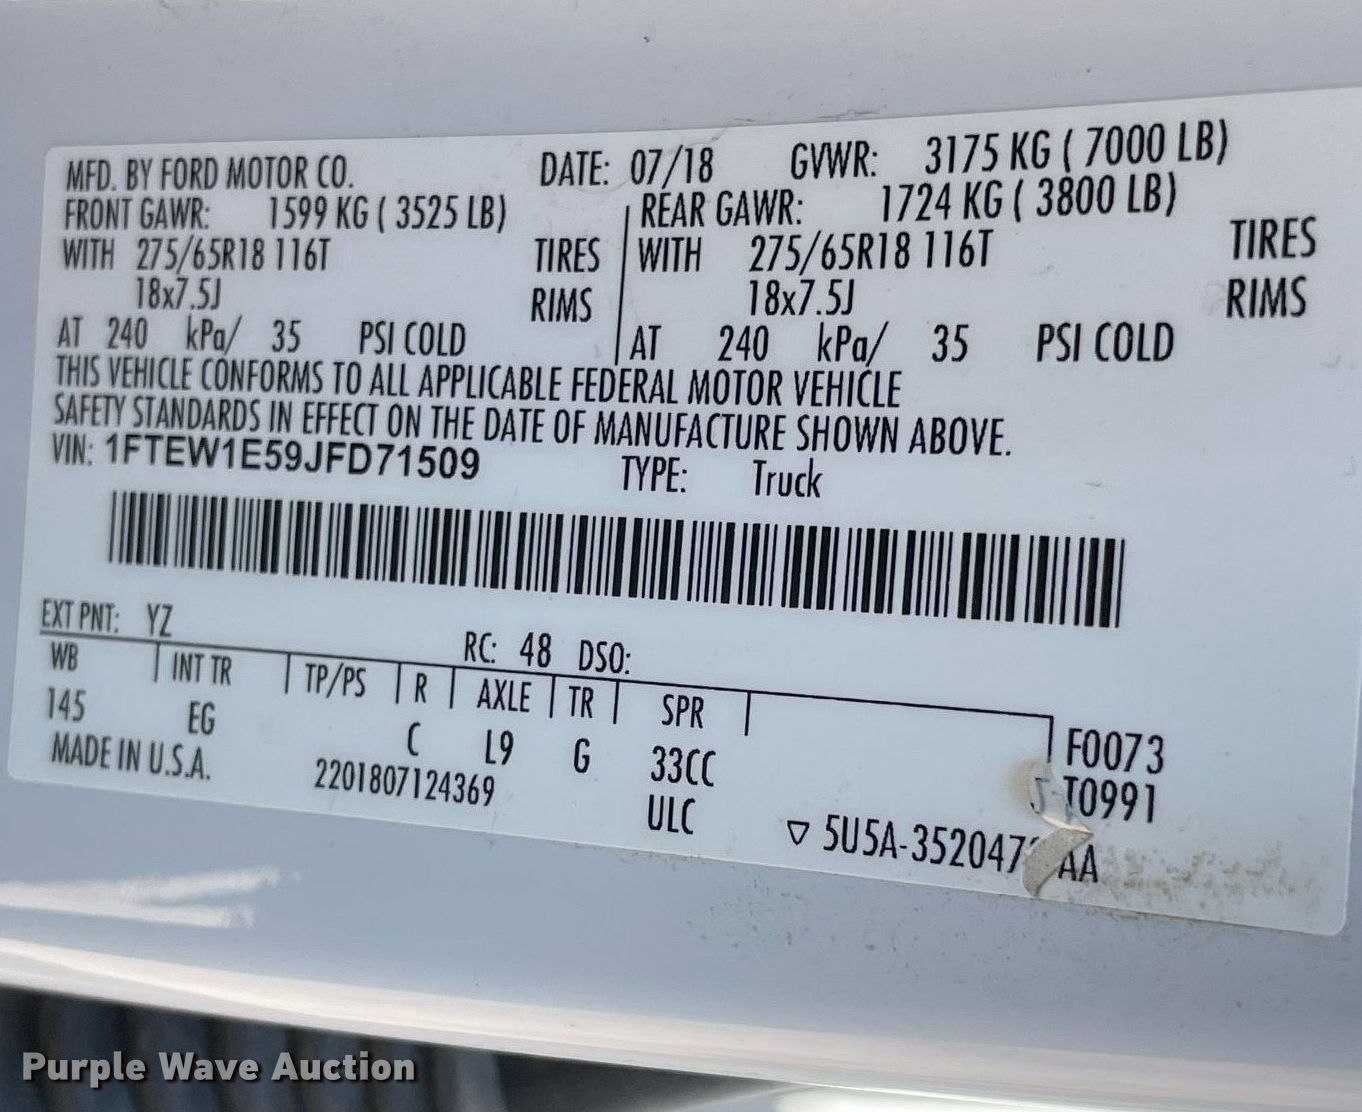 MFD. BY FORD MOTOR CO. DATE: 07/18 GVWR: 3175 KG ( 7000 LB)
FRONT GAWR: 1599 KG ( 3525 LB) REAR GAWR: 1724 KG ( 3800 LB)
WITH 275/65R18 116T TIRES WITH 275/65R18 116T TIRES
18x7.5J RIMS 18x7.5J RIMS
AT 240 kPa/ 35 PSI COLD AT 240 kPa/ 35 PSI COLD
THIS VEHICLE CONFORMS TO ALL APPLICABLE FEDERAL MOTOR VEHICLE
SAFETY STANDARDS IN EFFECT ON THE DATE OF MANUFACTURE SHOWN ABOVE.
VIN: 1FTEW1E59JFD71509 TYPE: Truck
EXT PNT: YZ RC: 48 DSO:
WB INT TR TP/PS R AXLE TR SPR
145 EG C L9 G 33CC F0073
MADE IN U.S.A. 2201807124369 ULC T0991
5U5A-352047 AA
Purple Wave Auction